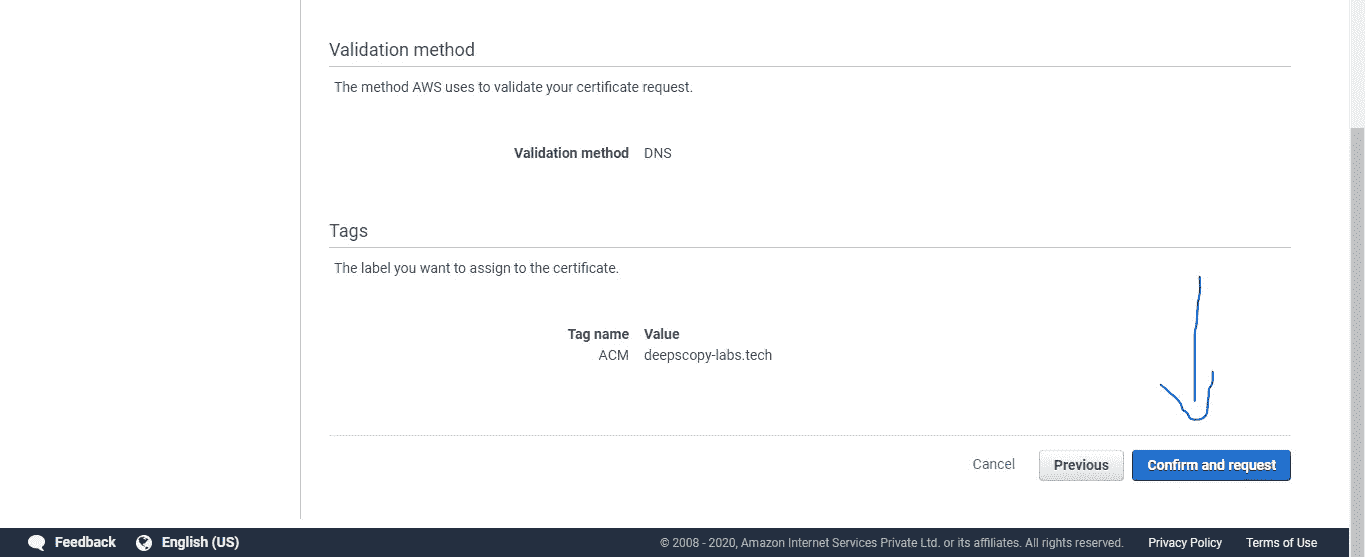 Validation method
The method AWS uses to validate your certificate request.
Validation method DNS
Tags
The label you want to assign to the certificate.
Tag name Value
ACM deepscopy-labs.tech
Cancel Previous Confirm and request
Feedback English (US) © 2008 - 2020, Amazon Internet Services Private Ltd. or its affiliates. All rights reserved. Privacy Policy Terms of Use